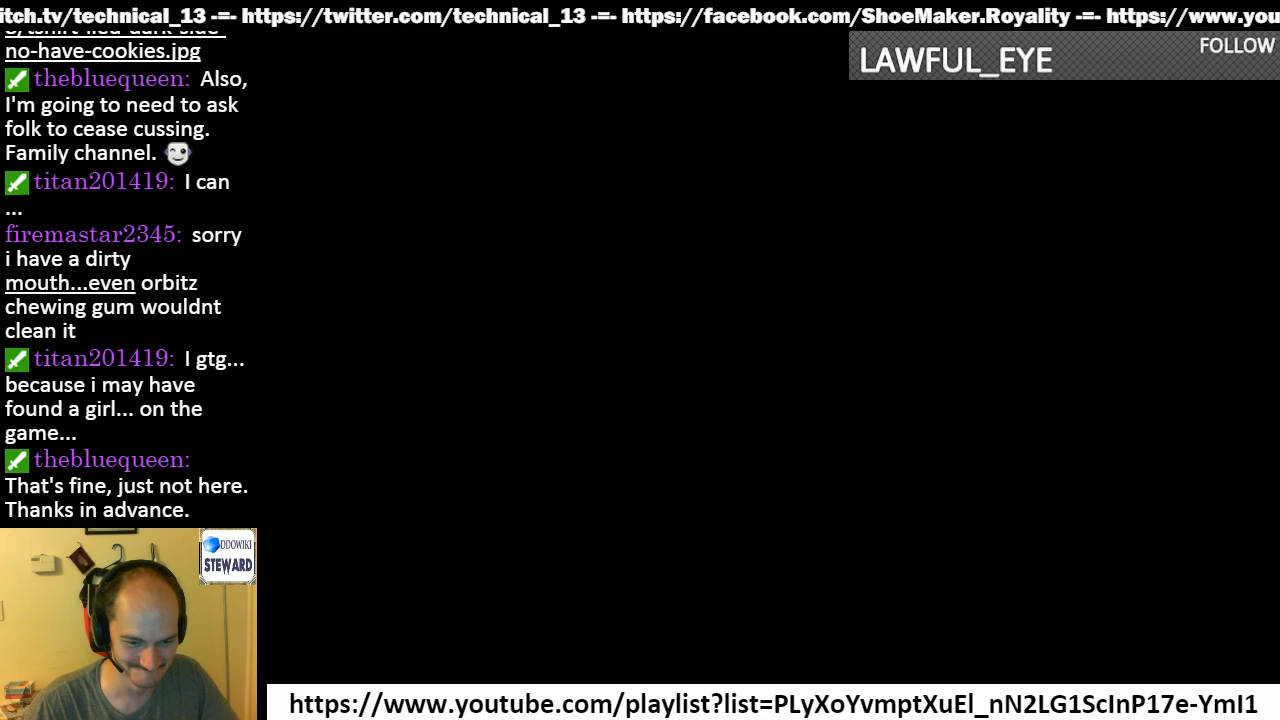 itch.tv/technical_13 -=- https://twitter.com/technical_13 -=- https://facebook.com/ShoeMaker.Royality -=- https://www.you
no-have-cookies.jpg
thebluequeen: Also,
I'm going to need to ask
folk to cease cussing.
Family channel.
titan201419: I can
...
firemastar2345: sorry
i have a dirty
mouth...even orbitz
chewing gum wouldnt
clean it
titan201419: I gtg...
because i may have
found a girl... on the
game...
thebluequeen:
That's fine, just not here.
Thanks in advance.
FOLLOW
LAWFUL_EYE
DDOWIKI
STEWARD
https://www.youtube.com/playlist?list=PLyXoYvmptXuEl_nN2LG1ScInP17e-YmI1